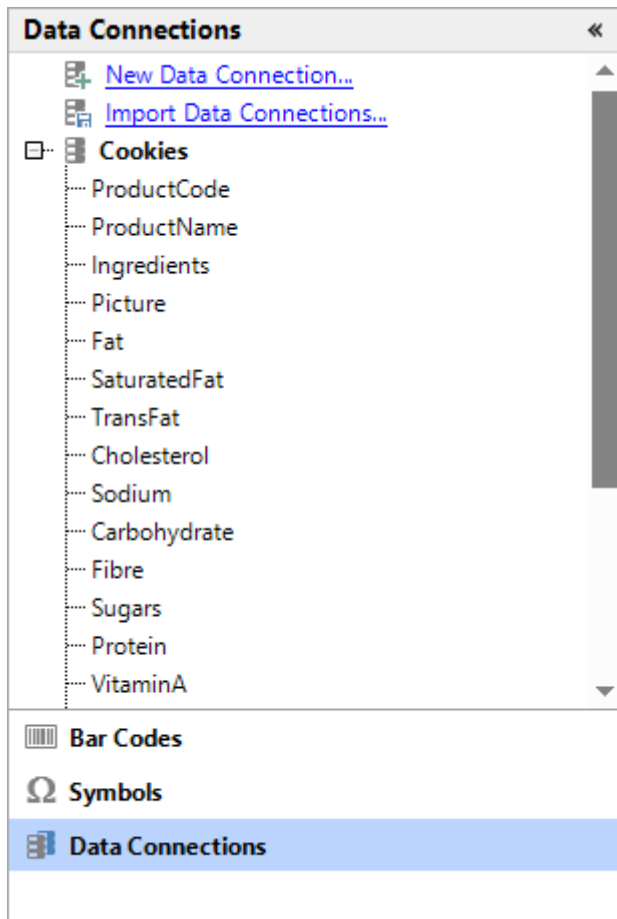 Data Connections «
New Data Connection...
Import Data Connections...
Cookies
ProductCode
ProductName
Ingredients
Picture
Fat
SaturatedFat
TransFat
Cholesterol
Sodium
Carbohydrate
Fibre
Sugars
Protein
VitaminA
Bar Codes
Ω Symbols
Data Connections